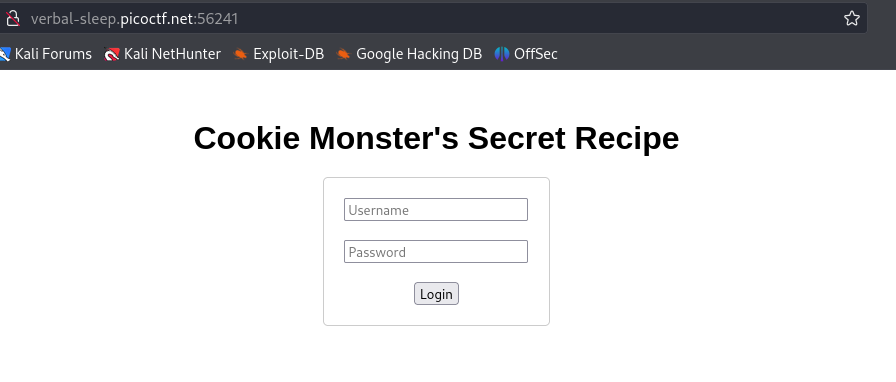 verbal-sleep.picoctf.net:56241
Kali Forums Kali NetHunter Exploit-DB Google Hacking DB OffSec
Cookie Monster's Secret Recipe
Username
Password
Login